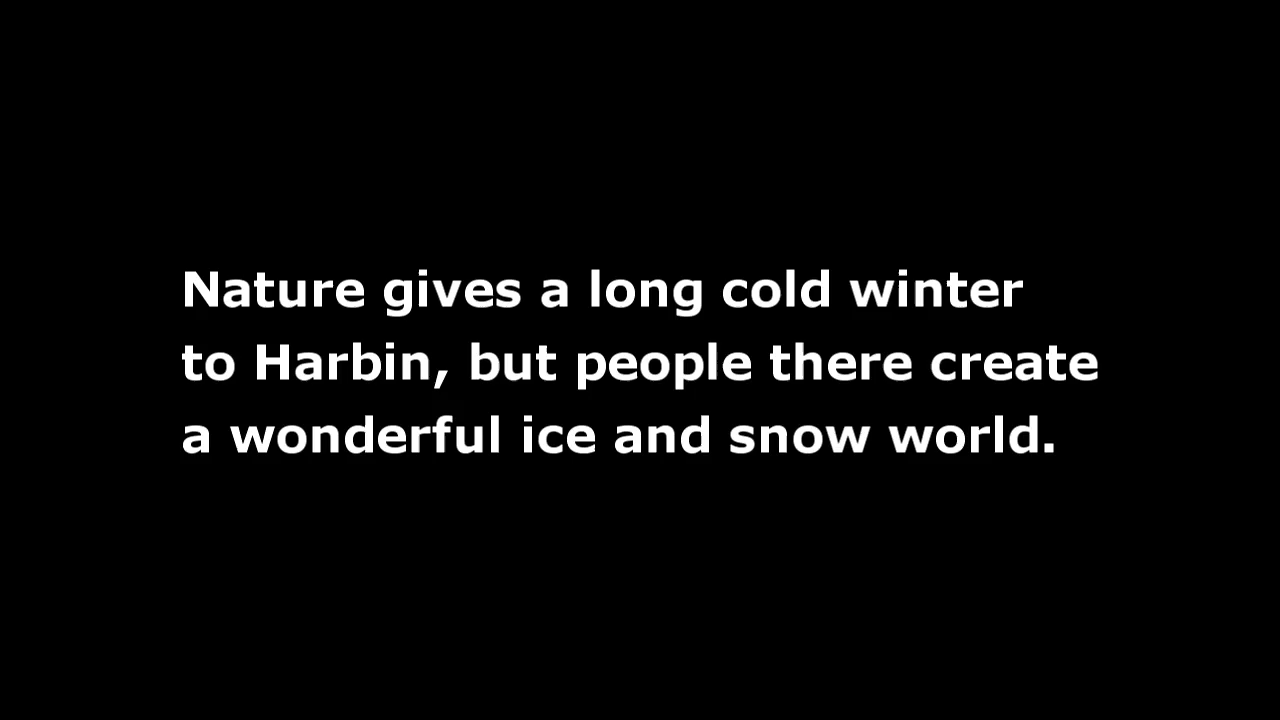 Nature gives a long cold winter
to Harbin, but people there create
a wonderful ice and snow world.